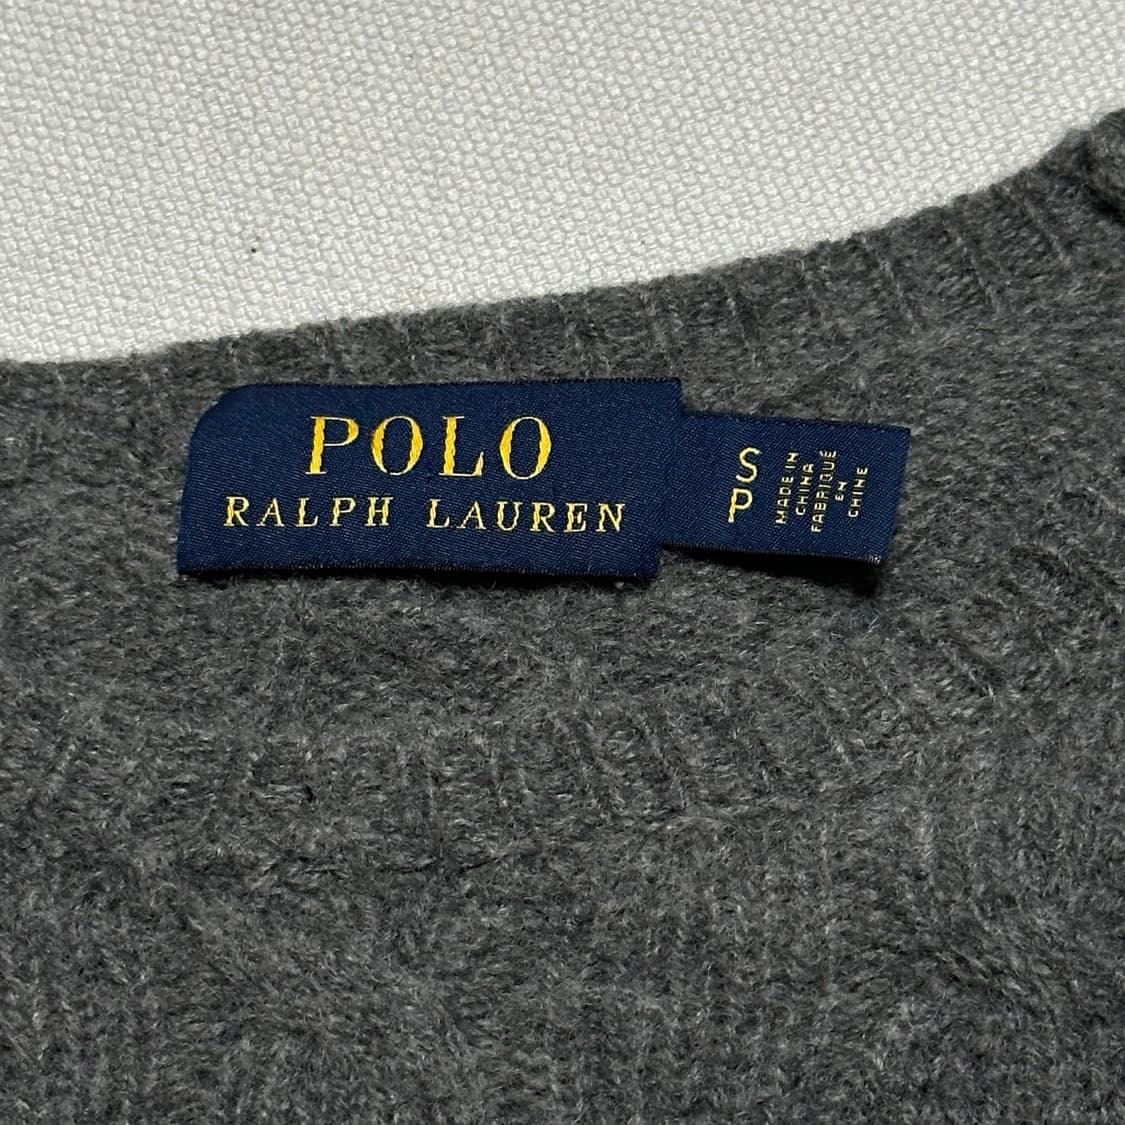 POLO
RALPH LAUREN
S
P
MADE IN
CHINA
FABRIQUÉ
EN
CHINE